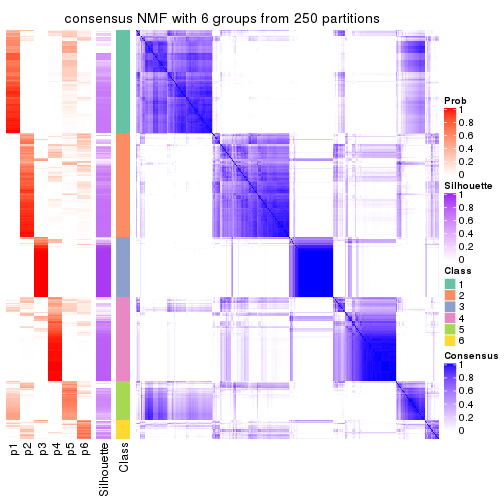 consensus NMF with 6 groups from 250 partitions
Prob
1
0.8
0.6
0.4
0.2
0
Silhouette
1
0.8
0.6
0.4
0.2
0
Class
1
2
3
4
5
6
Consensus
1
0.8
0.6
0.4
0.2
0
p1
p2
p3
p4
p5
p6
Silhouette
Class